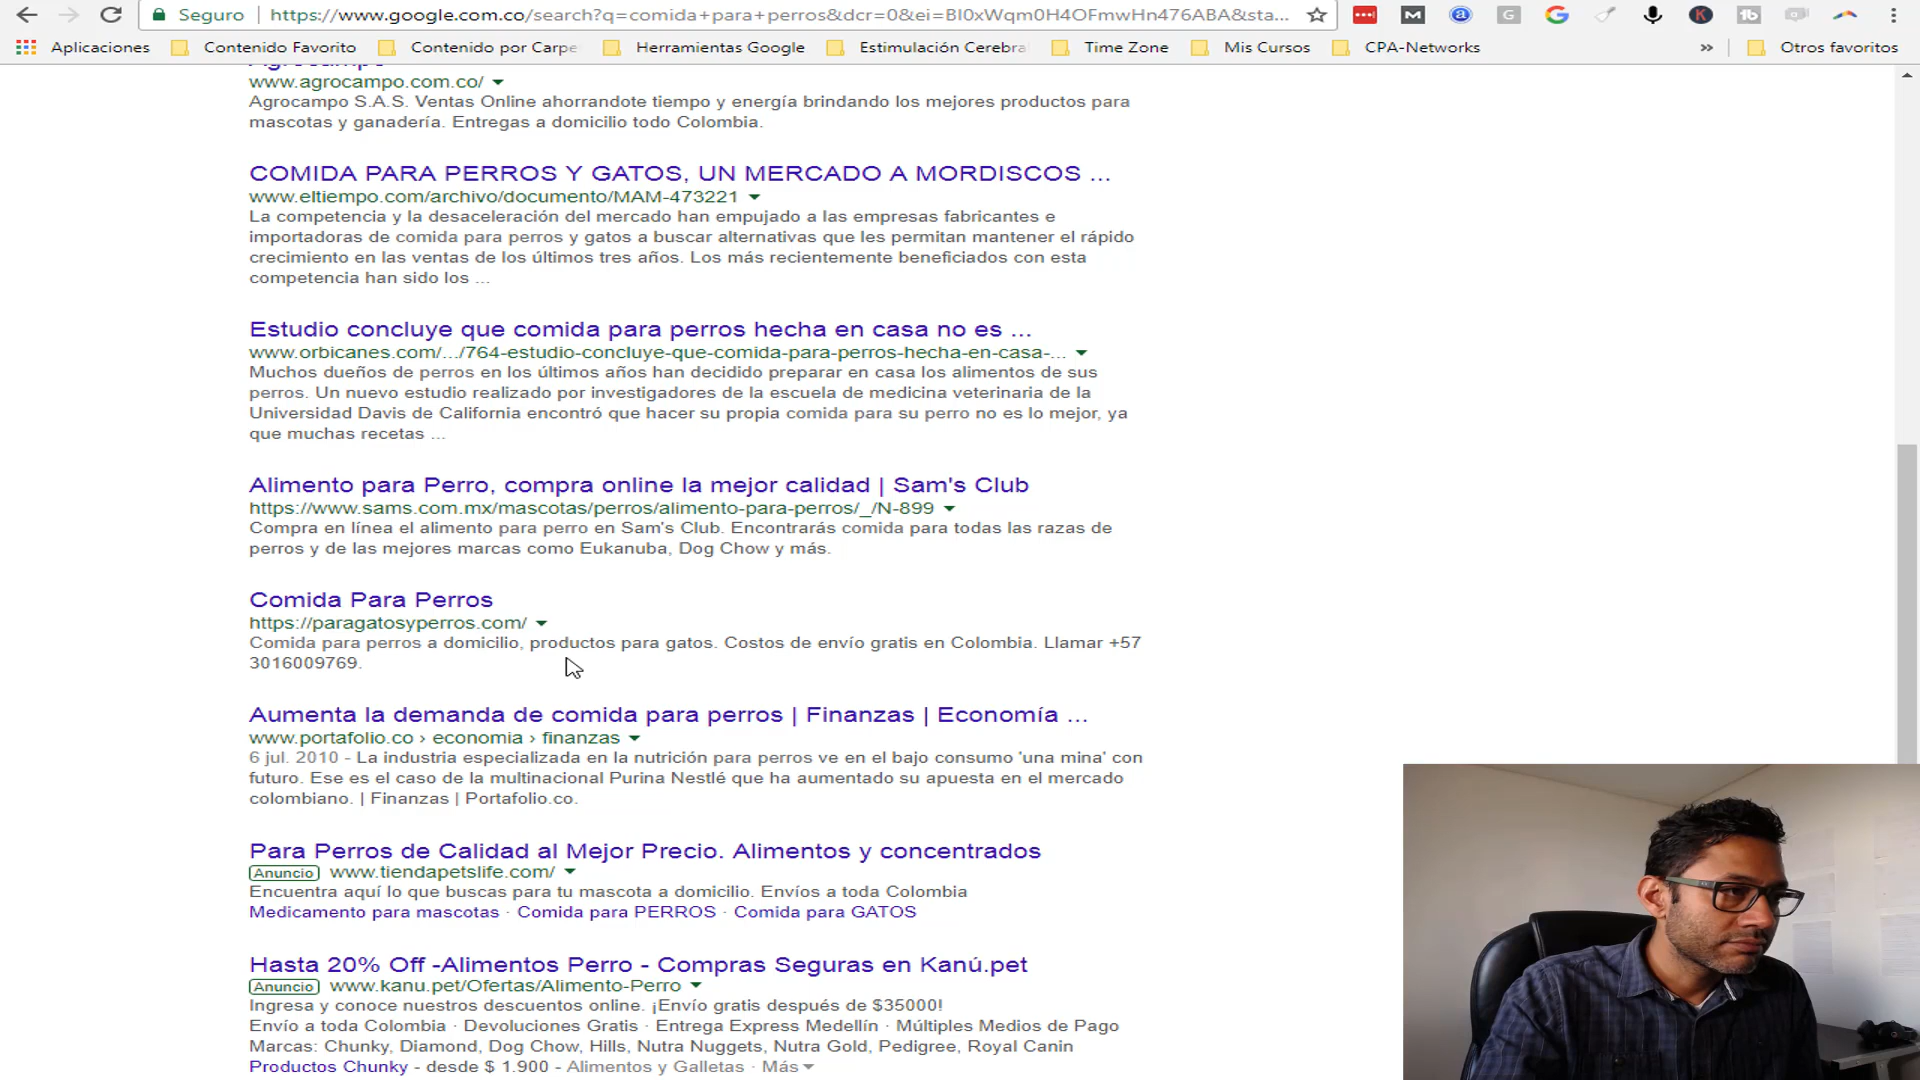 Seguro
https://www.google.com.co/search?q=comida+para+perros&dcr=0&ei=BI0xWqm0H4OFmwHn476ABA&sta...
Aplicaciones
Contenido Favorito
Contenido por Carpe
Herramientas Google
Estimulación Cerebral
Time Zone
Mis Cursos
CPA-Networks
»
Otros favoritos
Agrocampo
www.agrocampo.com.co/
Agrocampo S.A.S. Ventas Online ahorrandote tiempo y energía brindando los mejores productos para
mascotas y ganadería. Entregas a domicilio todo Colombia.
COMIDA PARA PERROS Y GATOS, UN MERCADO A MORDISCOS ...
www.eltiempo.com/archivo/documento/MAM-473221
La competencia y la desaceleración del mercado han empujado a las empresas fabricantes e
importadoras de comida para perros y gatos a buscar alternativas que les permitan mantener el rápido
crecimiento en las ventas de los últimos tres años. Los más recientemente beneficiados con esta
competencia han sido los ...
Estudio concluye que comida para perros hecha en casa no es ...
www.orbicanes.com/.../764-estudio-concluye-que-comida-para-perros-hecha-en-casa-...
Muchos dueños de perros en los últimos años han decidido preparar en casa los alimentos de sus
perros. Un nuevo estudio realizado por investigadores de la escuela de medicina veterinaria de la
Universidad Davis de California encontró que hacer su propia comida para su perro no es lo mejor, ya
que muchas recetas ...
Alimento para Perro, compra online la mejor calidad | Sam's Club
https://www.sams.com.mx/mascotas/perros/alimento-para-perros/_/N-899
Compra en línea el alimento para perro en Sam's Club. Encontrarás comida para todas las razas de
perros y de las mejores marcas como Eukanuba, Dog Chow y más.
Comida Para Perros
https://paragatosyperros.com/
Comida para perros a domicilio, productos para gatos. Costos de envío gratis en Colombia. Llamar +57
3016009769.
Aumenta la demanda de comida para perros | Finanzas | Economía ...
www.portafolio.co › economia › finanzas
6 jul. 2010 - La industria especializada en la nutrición para perros ve en el bajo consumo 'una mina' con
futuro. Ese es el caso de la multinacional Purina Nestlé que ha aumentado su apuesta en el mercado
colombiano. | Finanzas | Portafolio.co.
Para Perros de Calidad al Mejor Precio. Alimentos y concentrados
Anuncio www.tiendapetslife.com/
Encuentra aquí lo que buscas para tu mascota a domicilio. Envíos a toda Colombia
Medicamento para mascotas · Comida para PERROS · Comida para GATOS
Hasta 20% Off -Alimentos Perro - Compras Seguras en Kanú.pet
Anuncio www.kanu.pet/Ofertas/Alimento-Perro
Ingresa y conoce nuestros descuentos online. ¡Envío gratis después de $35000!
Envío a toda Colombia · Devoluciones Gratis · Entrega Express Medellín · Múltiples Medios de Pago
Marcas: Chunky, Diamond, Dog Chow, Hills, Nutra Nuggets, Nutra Gold, Pedigree, Royal Canin
Productos Chunky - desde $ 1.900 - Alimentos y Galletas · Más